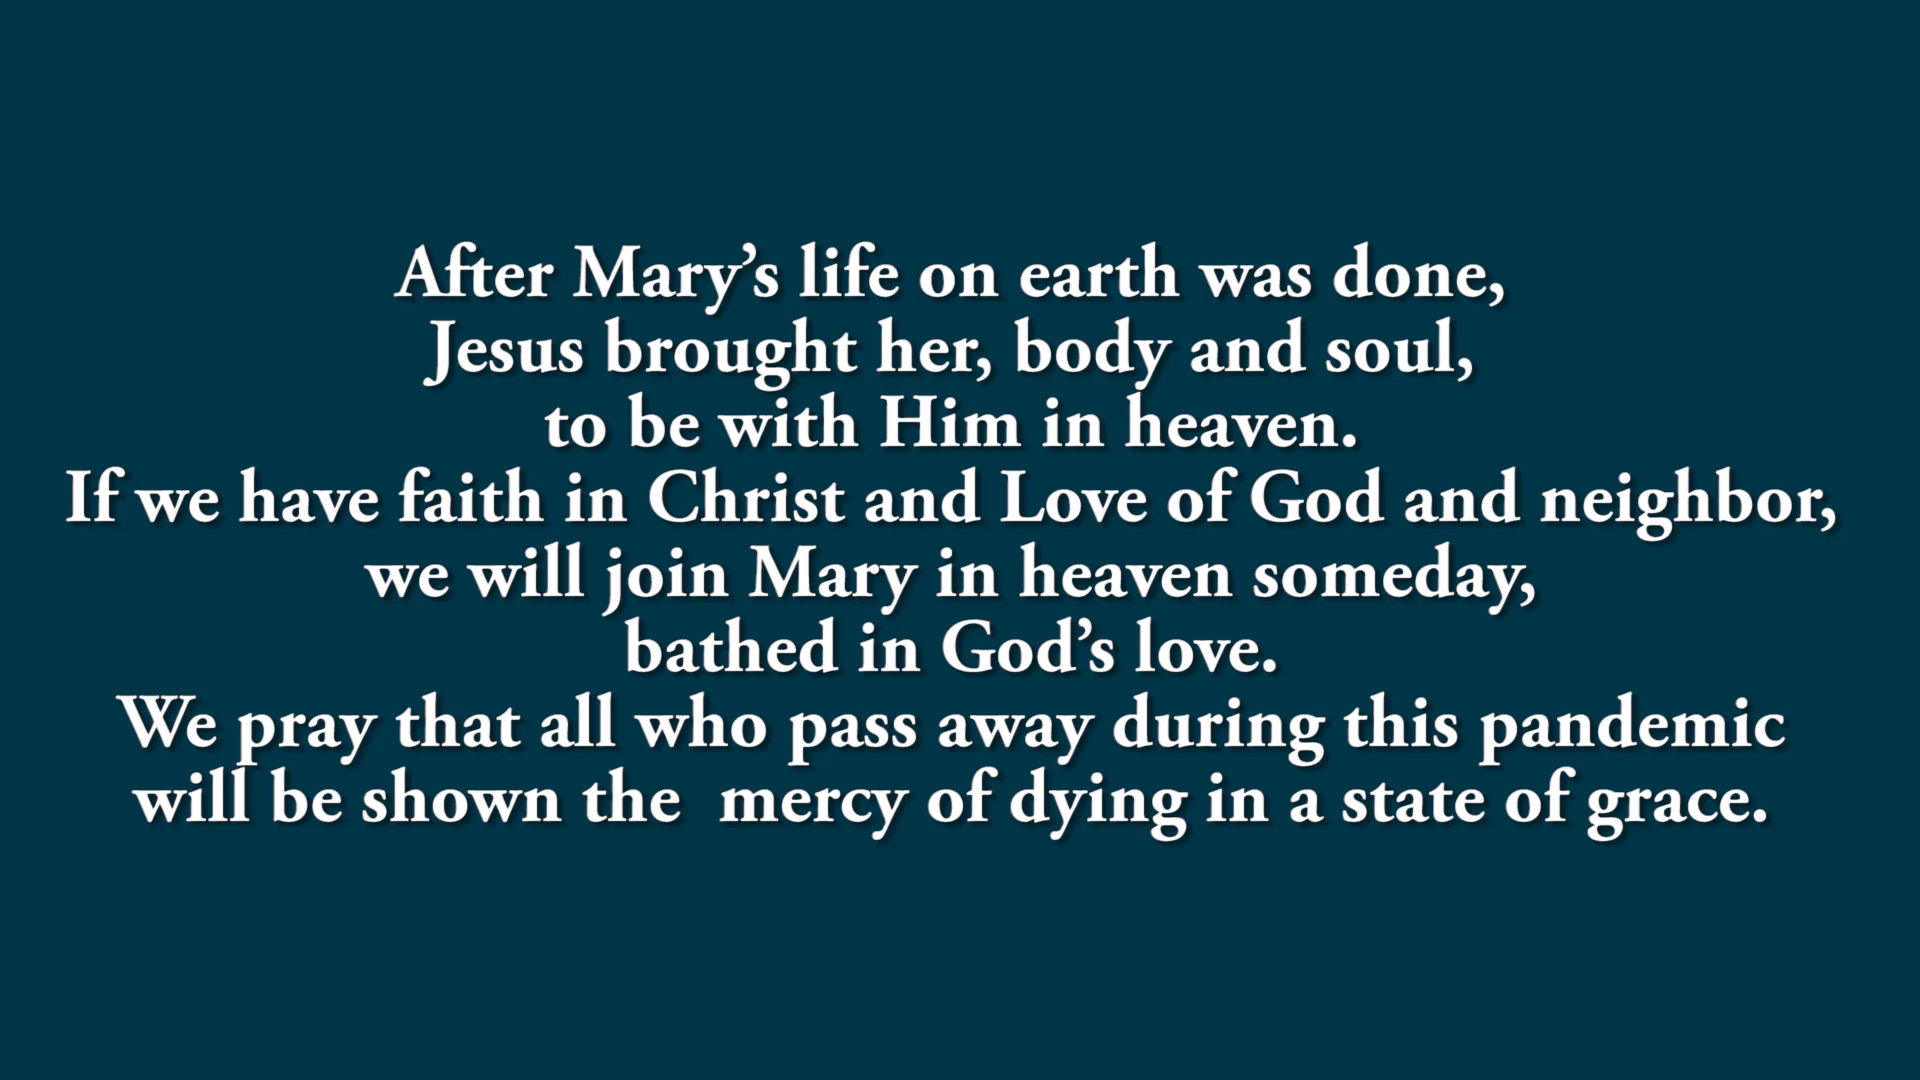 After Mary’s life on earth was done,
Jesus brought her, body and soul,
to be with Him in heaven.
If we have faith in Christ and Love of God and neighbor,
we will join Mary in heaven someday,
bathed in God’s love.
We pray that all who pass away during this pandemic
will be shown the  mercy of dying in a state of grace.